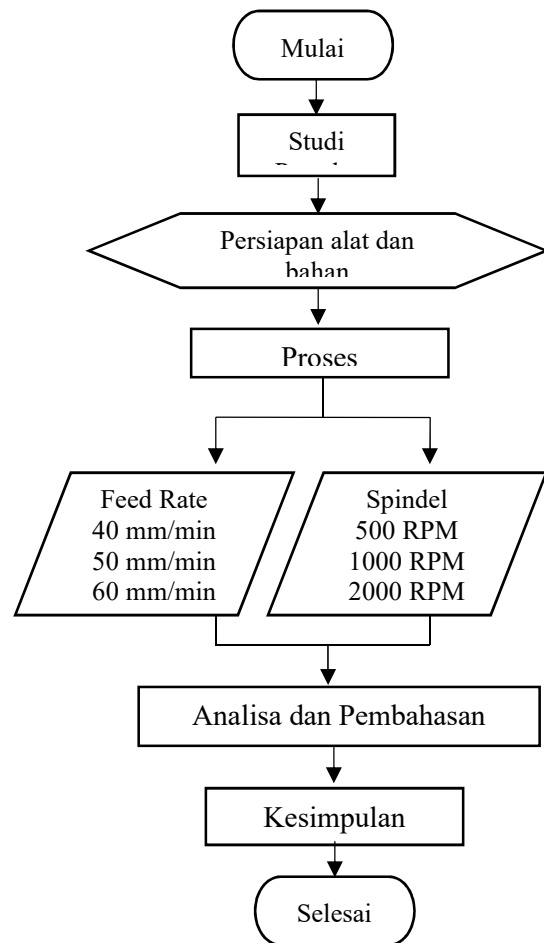 Mulai
Studi
Persiapan alat dan
bahan
Proses
Feed Rate
40 mm/min
50 mm/min
60 mm/min
Spindel
500 RPM
1000 RPM
2000 RPM
Analisa dan Pembahasan
Kesimpulan
Selesai